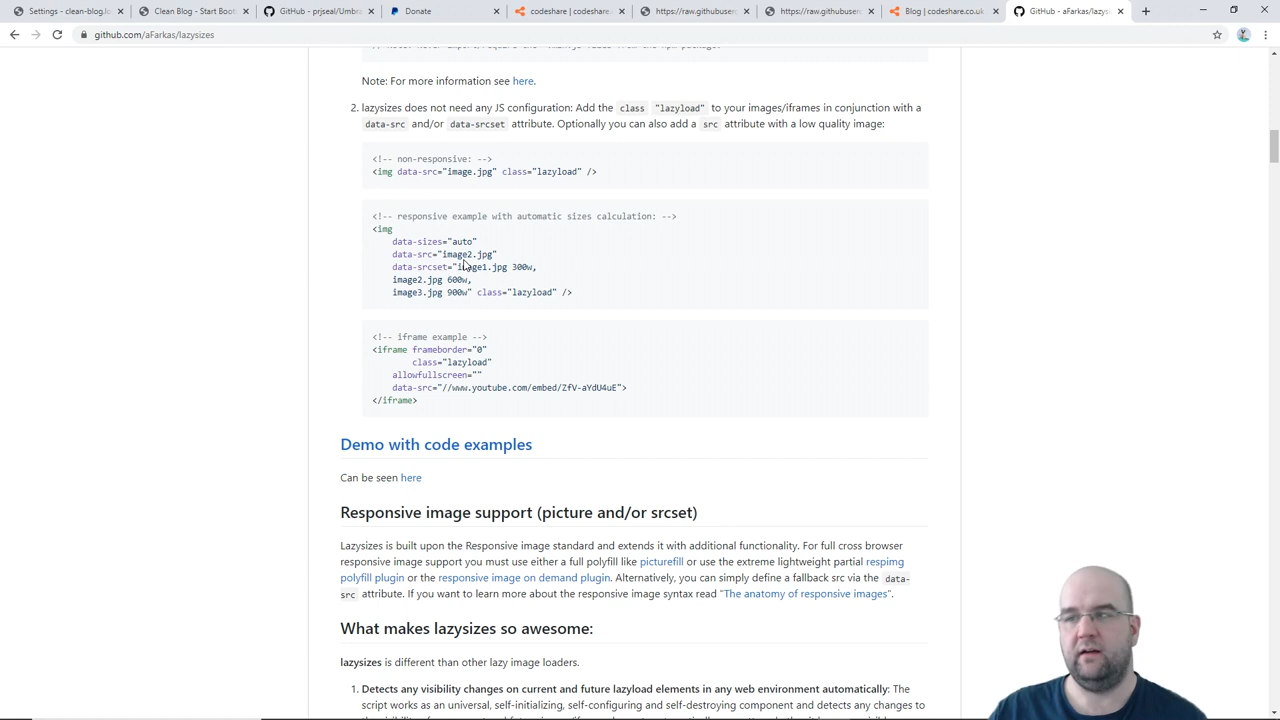 Settings - clean-blog.lo
Clean Blog - Start Boots
GitHub - prjseal/Umbra
Donate
codeshare | codeshare.
https://raw.githubuserc
https://raw.githubuserc
Blog | codeshare.co.uk
GitHub - aFarkas/lazys
github.com/aFarkas/lazysizes
Note: For more information see here.
2. lazysizes does not need any JS configuration: Add the class "lazyload" to your images/iframes in conjunction with a
data-src and/or data-srcset attribute. Optionally you can also add a src attribute with a low quality image:
<!-- non-responsive: -->
<img data-src="image.jpg" class="lazyload" />
<!-- responsive example with automatic sizes calculation: -->
<img
data-sizes="auto"
data-src="image2.jpg"
data-srcset="image1.jpg 300w,
image2.jpg 600w,
image3.jpg 900w" class="lazyload" />
<!-- iframe example -->
<iframe frameborder="0"
class="lazyload"
allowfullscreen=""
data-src="//www.youtube.com/embed/ZfV-aYdU4uE">
</iframe>
Demo with code examples
Can be seen here
Responsive image support (picture and/or srcset)
Lazysizes is built upon the Responsive image standard and extends it with additional functionality. For full cross browser
responsive image support you must use either a full polyfill like picturefill or use the extreme lightweight partial respimg
polyfill plugin or the responsive image on demand plugin. Alternatively, you can simply define a fallback src via the data-
src attribute. If you want to learn more about the responsive image syntax read "The anatomy of responsive images".
What makes lazysizes so awesome:
lazysizes is different than other lazy image loaders.
1. Detects any visibility changes on current and future lazyload elements in any web environment automatically: The
script works as an universal, self-initializing, self-configuring and self-destroying component and detects any changes to